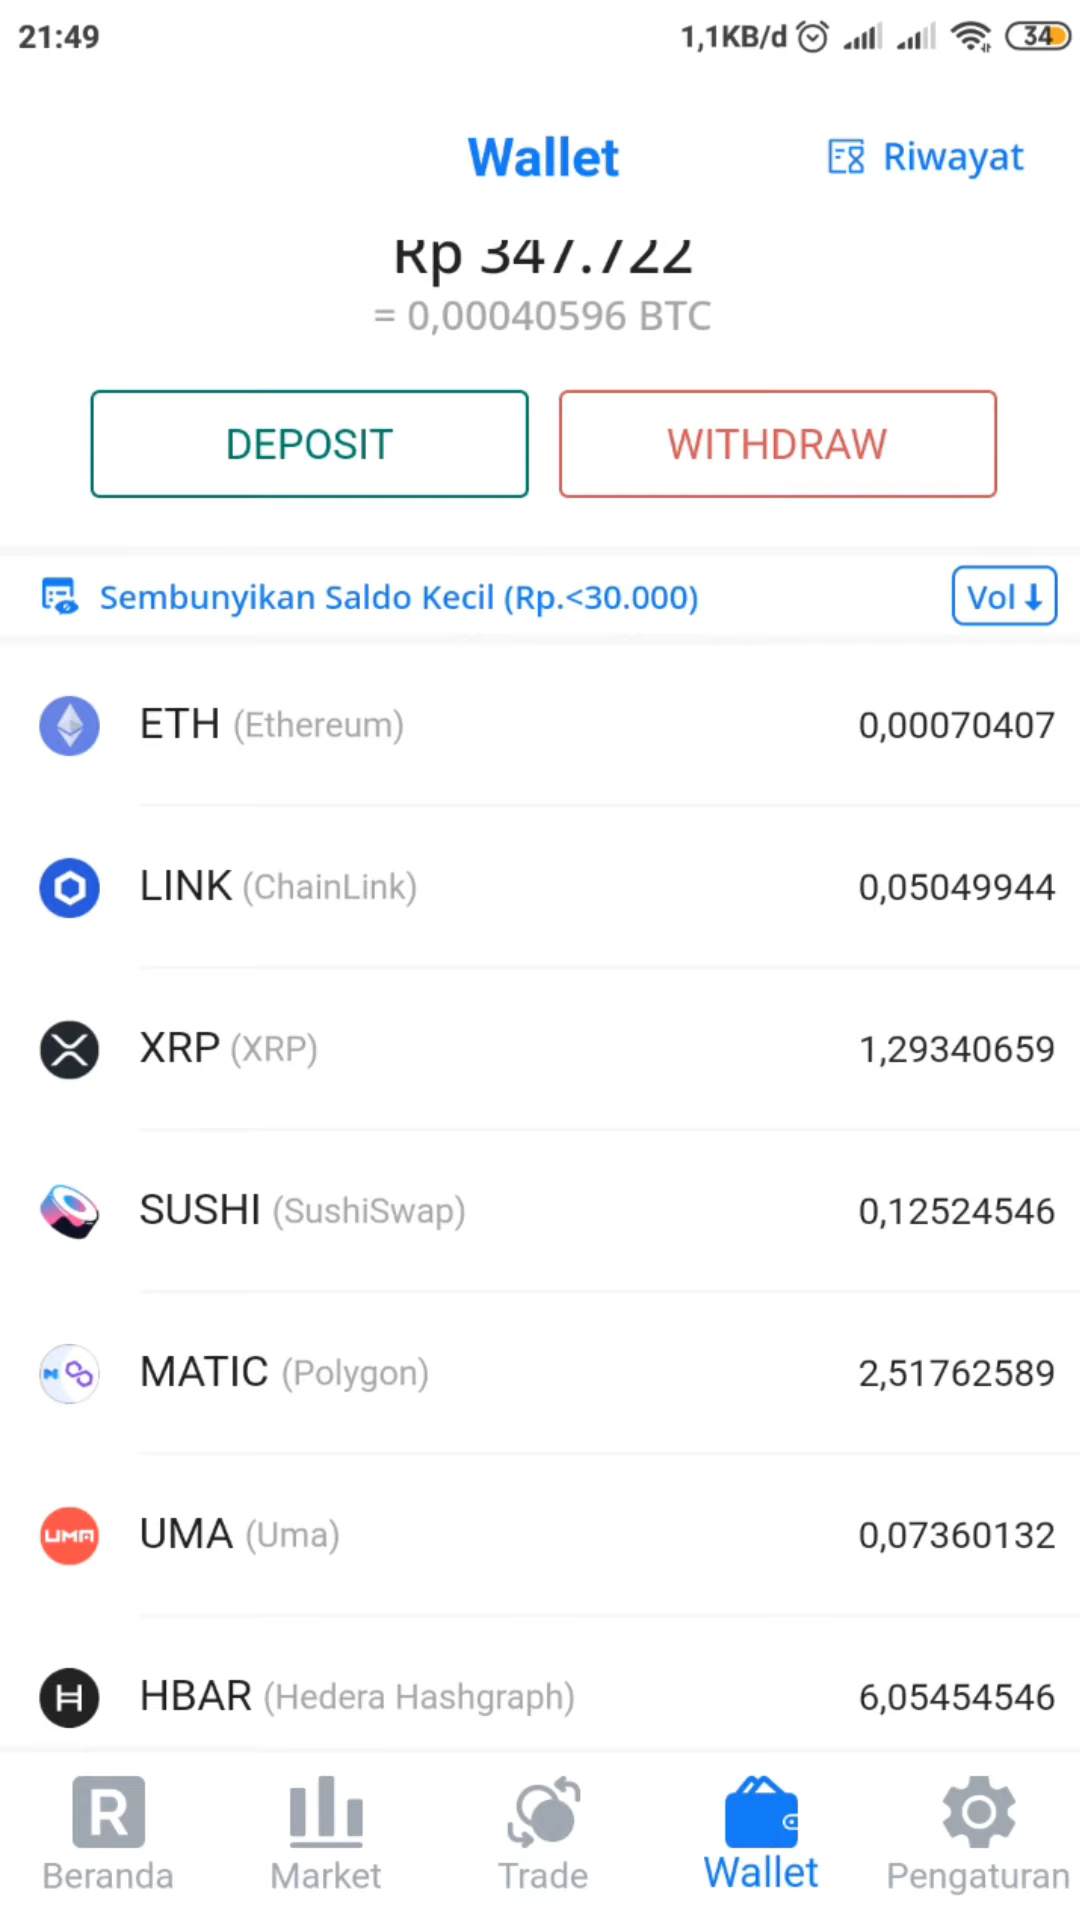 21:49 1,1KB/d 34
Wallet Riwayat
Rp 347.722
= 0,00040596 BTC
DEPOSIT WITHDRAW
Sembunyikan Saldo Kecil (Rp.<30.000) Vol
ETH (Ethereum) 0,00070407
LINK (ChainLink) 0,05049944
XRP (XRP) 1,29340659
SUSHI (SushiSwap) 0,12524546
MATIC (Polygon) 2,51762589
UMA UMA (Uma) 0,07360132
HBAR (Hedera Hashgraph) 6,05454546
R
Beranda Market Trade Wallet Pengaturan